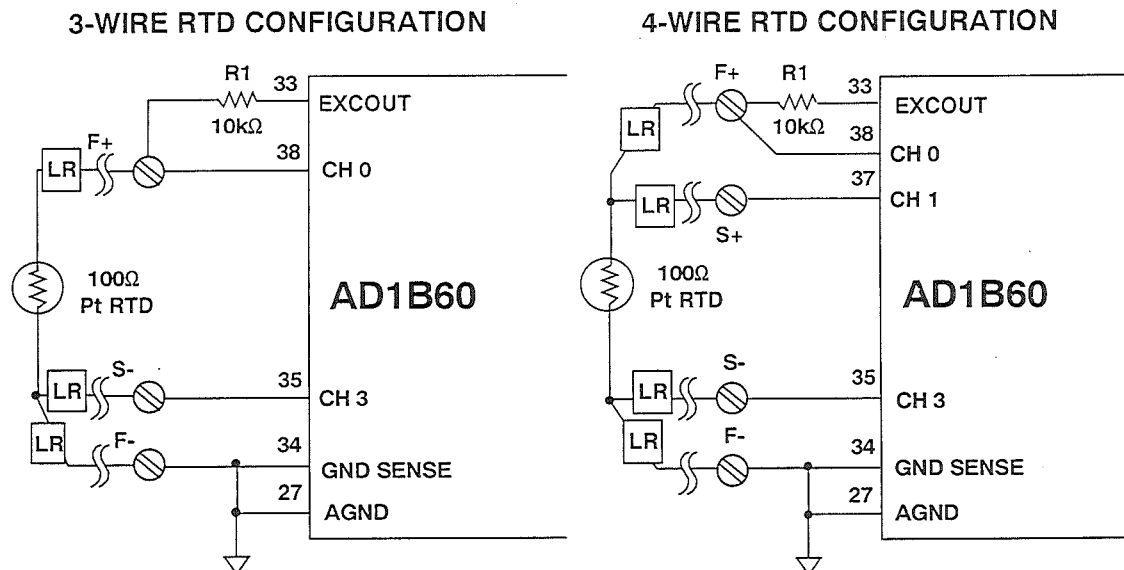 3-WIRE RTD CONFIGURATION
R1
33
EXCOUT
10kΩ
F+
38
LR
CH 0
100Ω
Pt RTD
AD1B60
S-
35
LR
CH 3
LR
F-
34
GND SENSE
27
AGND
4-WIRE RTD CONFIGURATION
F+
R1
33
EXCOUT
LR
10kΩ
38
CH 0
37
LR
CH 1
S+
100Ω
Pt RTD
AD1B60
S-
35
LR
CH 3
LR
F-
34
GND SENSE
27
AGND